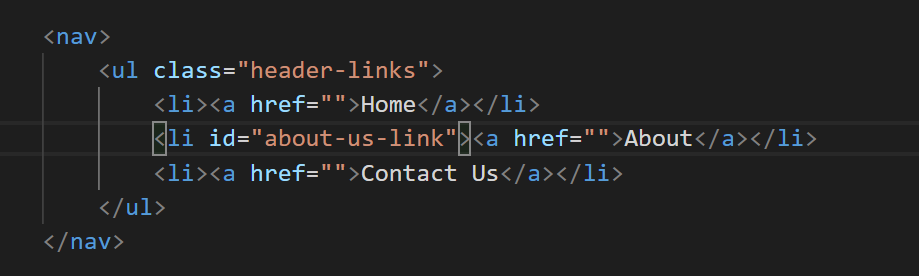 <nav>
<ul class="header-links">
<li><a href="">Home</a></li>
<li id="about-us-link"><a href="">About</a></li>
<li><a href="">Contact Us</a></li>
</ul>
</nav>